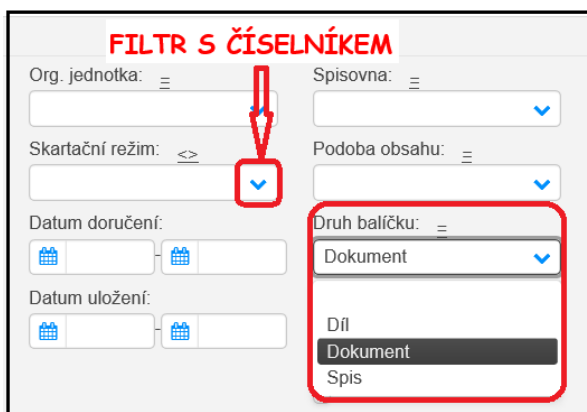 FILTR S ČÍSELNÍKEM
Org. jednotka: =
Spisovna: =
Skartační režim: <>
Podoba obsahu: =
Datum doručení:
Druh balíčku: =
-
Dokument
Datum uložení:
-
Díl
Dokument
Spis